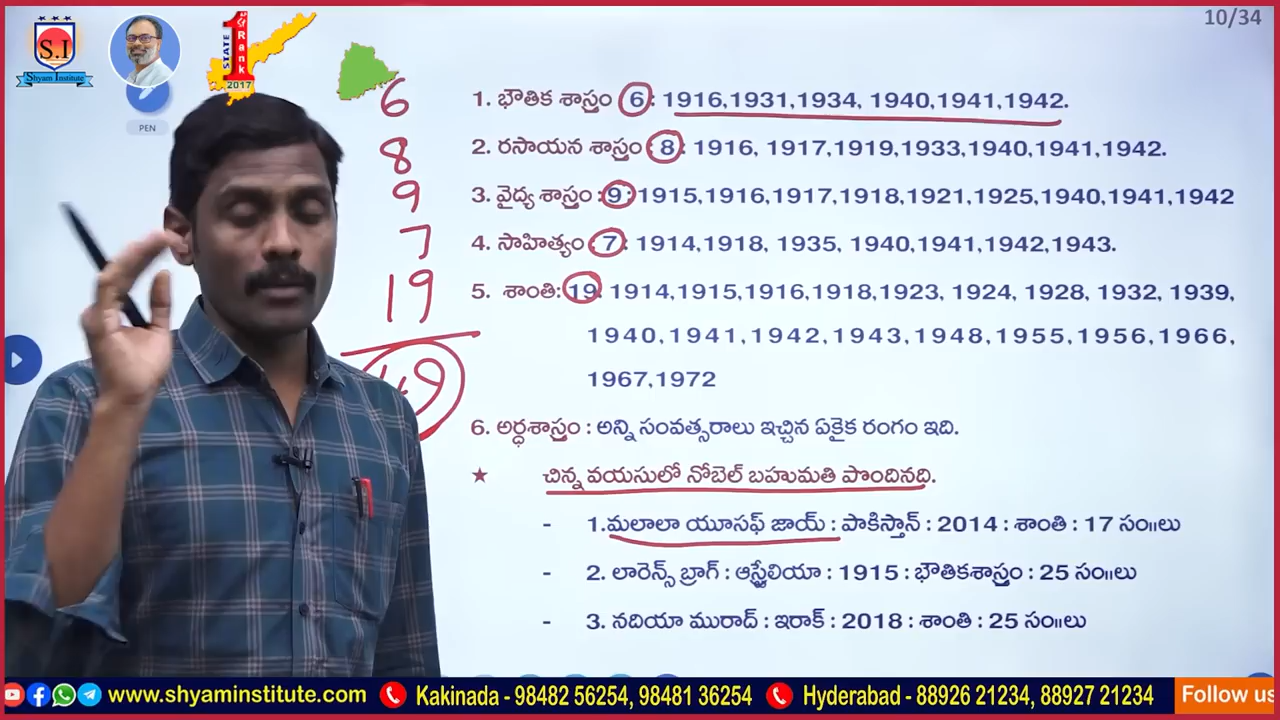 10/34
S.I
Shyam Institute
STATE 1 Rank
2017
PEN
6
8
9
7
19
49
1. భౌతిక శాస్త్రం 6: 1916,1931,1934, 1940,1941,1942.
2. రసాయన శాస్త్రం : 8 : 1916, 1917,1919,1933,1940,1941,1942.
3. వైద్య శాస్త్రం : 9 : 1915,1916,1917,1918,1921,1925,1940,1941,1942
4. సాహిత్యం : 7 : 1914,1918, 1935, 1940,1941,1942,1943.
5. శాంతి: 19: 1914,1915,1916,1918,1923, 1924, 1928, 1932, 1939,
1940,1941,1942,1943,1948,1955,1956,1966,
1967,1972
6. అర్ధశాస్త్రం : అన్ని సంవత్సరాలు ఇచ్చిన ఏకైక రంగం ఇది.
★ చిన్న వయసులో నోబెల్ బహుమతి పొందినది.
- 1.మలాలా యూసఫ్ జాయ్ : పాకిస్తాన్ : 2014 : శాంతి : 17 సం॥లు
- 2. లారెన్స్ బ్రాగ్ : ఆస్ట్రేలియా : 1915 : భౌతికశాస్త్రం : 25 సం॥లు
- 3. నదియా మురాద్ : ఇరాక్ : 2018 : శాంతి : 25 సం॥లు
www.shyaminstitute.com Kakinada - 98482 56254, 98481 36254 Hyderabad - 88926 21234, 88927 21234 Follow us